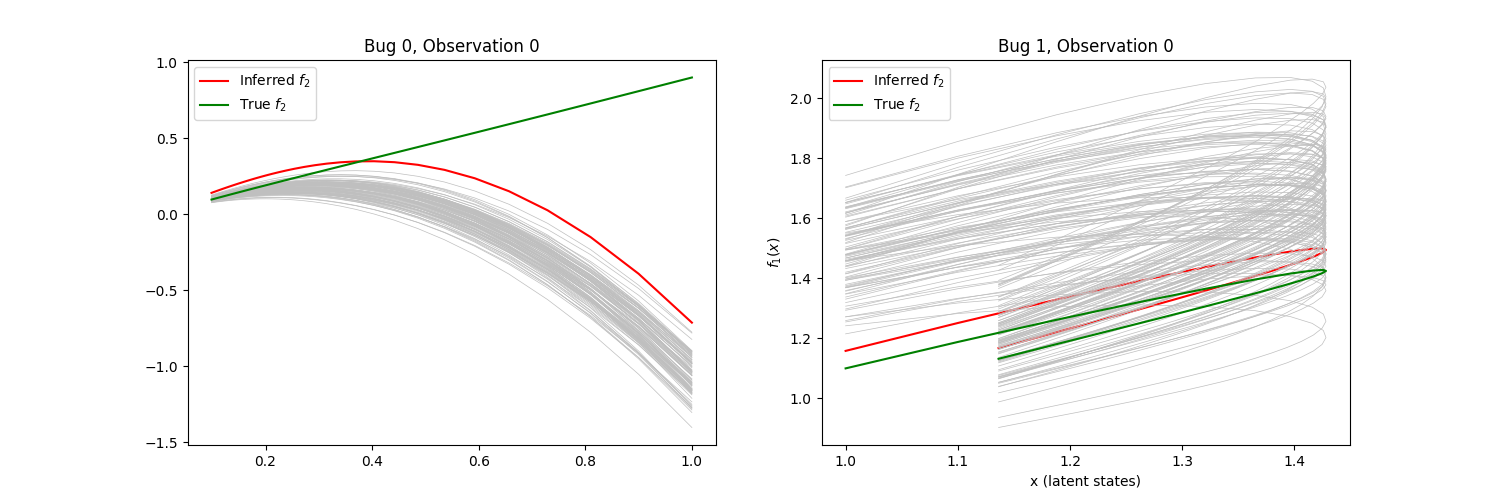 Bug 0, Observation 0
Inferred f₂
True f₂
1.0
0.5
0.0
−0.5
−1.0
−1.5
0.2
0.4
0.6
0.8
1.0
Bug 1, Observation 0
Inferred f₂
True f₂
f₁(x)
2.0
1.8
1.6
1.4
1.2
1.0
1.0
1.1
1.2
1.3
1.4
x (latent states)